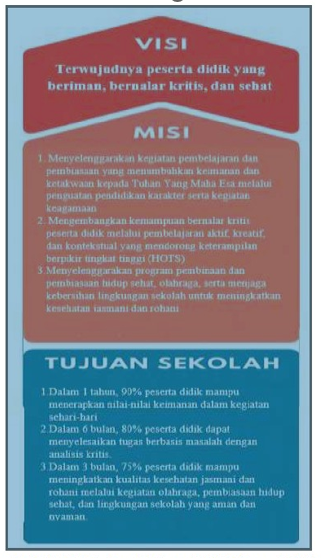 VISI
Terwujudnya peserta didik yang
beriman, bernalar kritis, dan sehat
MISI
1. Menyelenggarakan kegiatan pembelajaran dan
pembiasaan yang menumbuhkan keimanan dan
ketakwaan kepada Tuhan Yang Maha Esa melalui
penguatan pendidikan karakter serta kegiatan
keagamaan
2. Mengembangkan kemampuan bernalar kritis
peserta didik melalui pembelajaran aktif, kreatif,
dan kontekstual yang mendorong keterampilan
berpikir tingkat tinggi (HOTS)
3.Menyelenggarakan program pembinaan dan
pembiasaan hidup sehat, olahraga, serta menjaga
kebersihan lingkungan sekolah untuk meningkatkan
kesehatan jasmani dan rohani
TUJUAN SEKOLAH
1.Dalam 1 tahun, 90% peserta didik mampu
menerapkan nilai-nilai keimanan dalam kegiatan
sehari-hari
2.Dalam 6 bulan, 80% peserta didik dapat
menyelesaikan tugas berbasis masalah dengan
analisis kritis.
3.Dalam 3 bulan, 75% peserta didik mampu
meningkatkan kualitas kesehatan jasmani dan
rohani melalui kegiatan olahraga, pembiasaan hidup
sehat, dan lingkungan sekolah yang aman dan
nyaman.